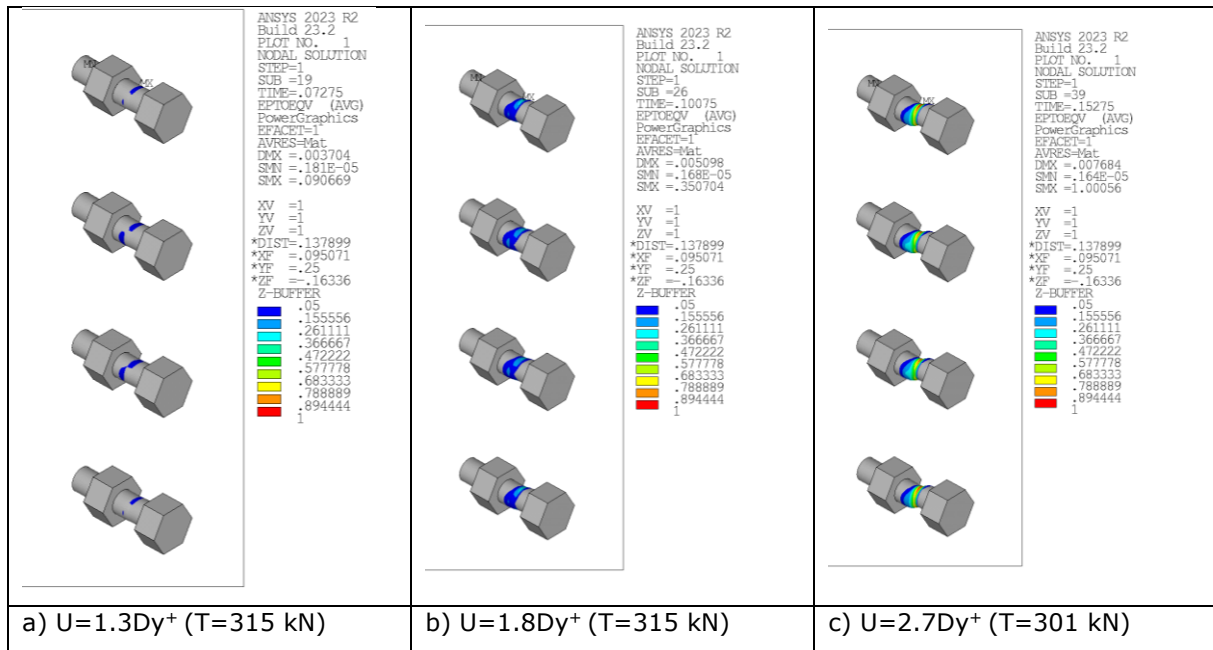 ANSYS 2023 R2
Build 23.2
PLOT NO. 1
NODAL SOLUTION
STEP=1
SUB =19
TIME=.07275
EPTOEQV (AVG)
PowerGraphics
EFACET=1
AVRES=Mat
DMX =.003704
SMN =.181E-05
SMX =.090669
XV =1
YV =1
ZV =1
*DIST=.137899
*XF =.095071
*YF =.25
*ZF =-.16336
Z-BUFFER
.05
.155556
.261111
.366667
.472222
.577778
.683333
.788889
.894444
1
MX
a) U=1.3Dy⁺ (T=315 kN)
ANSYS 2023 R2
Build 23.2
PLOT NO. 1
NODAL SOLUTION
STEP=1
SUB =26
TIME=.10075
EPTOEQV (AVG)
PowerGraphics
EFACET=1
AVRES=Mat
DMX =.005098
SMN =.168E-05
SMX =.350704
XV =1
YV =1
ZV =1
*DIST=.137899
*XF =.095071
*YF =.25
*ZF =-.16336
Z-BUFFER
.05
.155556
.261111
.366667
.472222
.577778
.683333
.788889
.894444
1
MX
b) U=1.8Dy⁺ (T=315 kN)
ANSYS 2023 R2
Build 23.2
PLOT NO. 1
NODAL SOLUTION
STEP=1
SUB =39
TIME=.15275
EPTOEQV (AVG)
PowerGraphics
EFACET=1
AVRES=Mat
DMX =.007684
SMN =.164E-05
SMX =1.00056
XV =1
YV =1
ZV =1
*DIST=.137899
*XF =.095071
*YF =.25
*ZF =-.16336
Z-BUFFER
.05
.155556
.261111
.366667
.472222
.577778
.683333
.788889
.894444
1
MX
c) U=2.7Dy⁺ (T=301 kN)